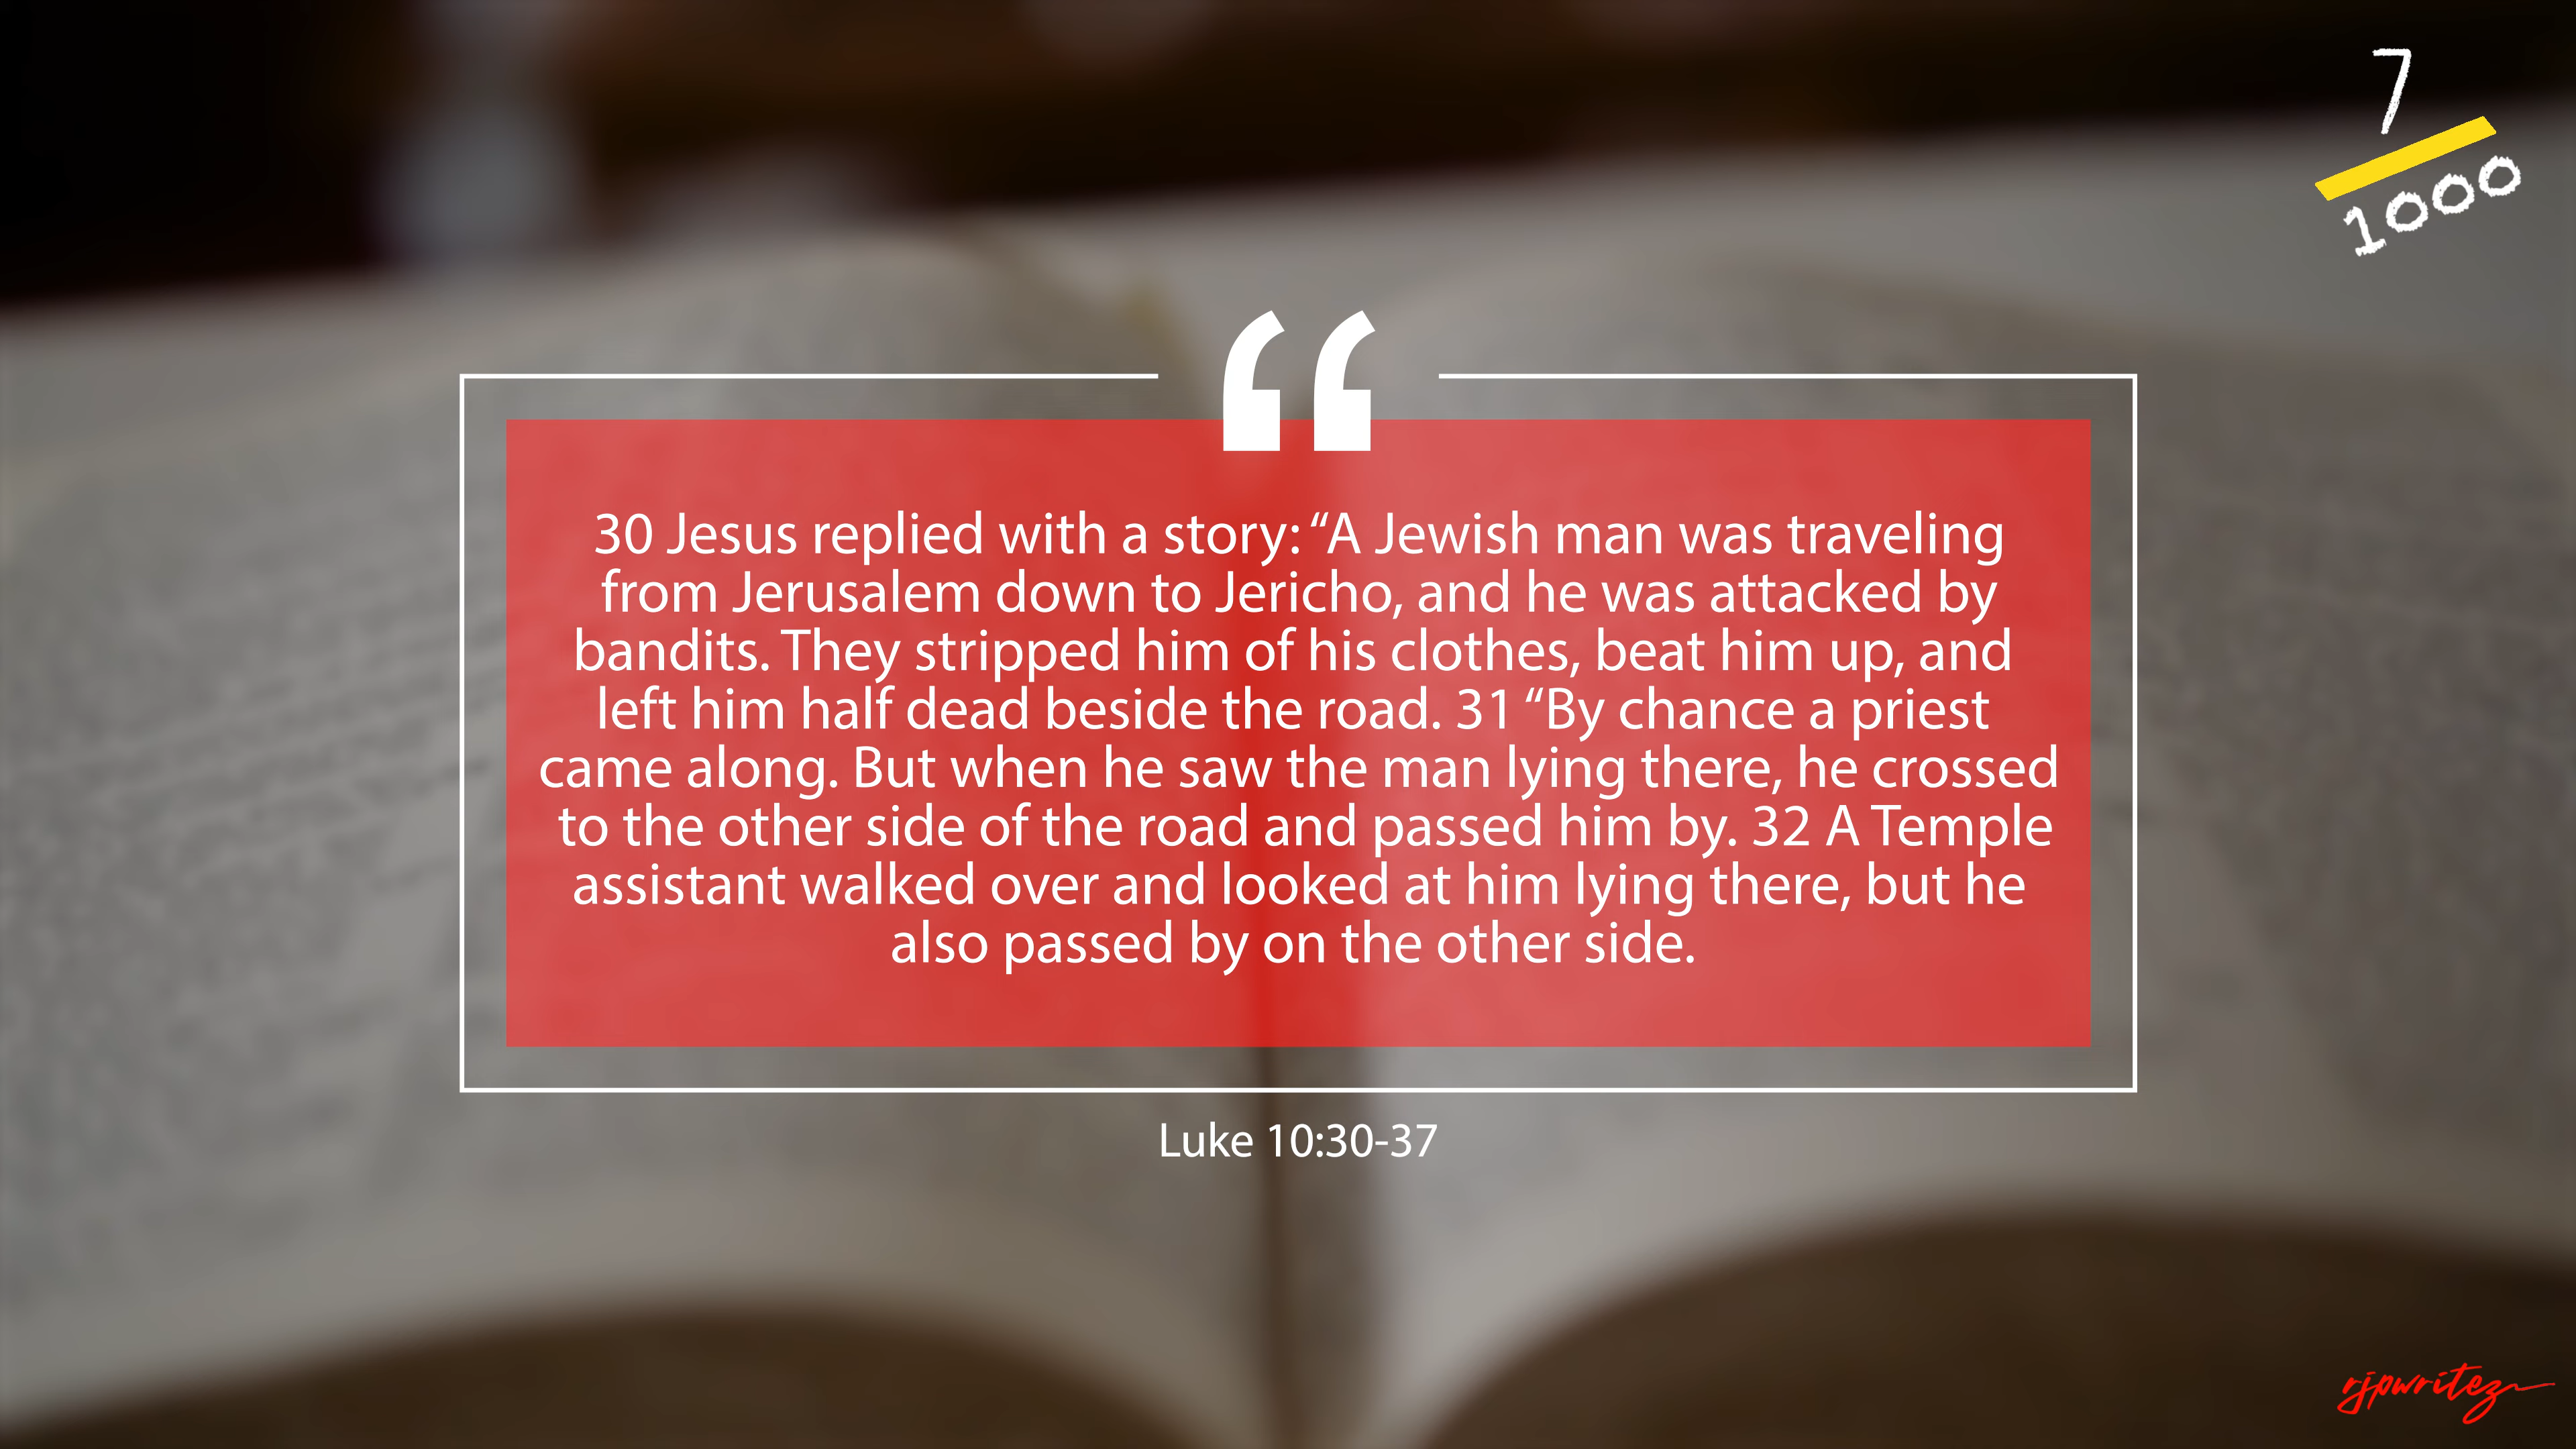 7
1000
“
30 Jesus replied with a story: “A Jewish man was traveling
from Jerusalem down to Jericho, and he was attacked by
bandits. They stripped him of his clothes, beat him up, and
left him half dead beside the road. 31 “By chance a priest
came along. But when he saw the man lying there, he crossed
to the other side of the road and passed him by. 32 A Temple
assistant walked over and looked at him lying there, but he
also passed by on the other side.
Luke 10:30-37
rjpwritez